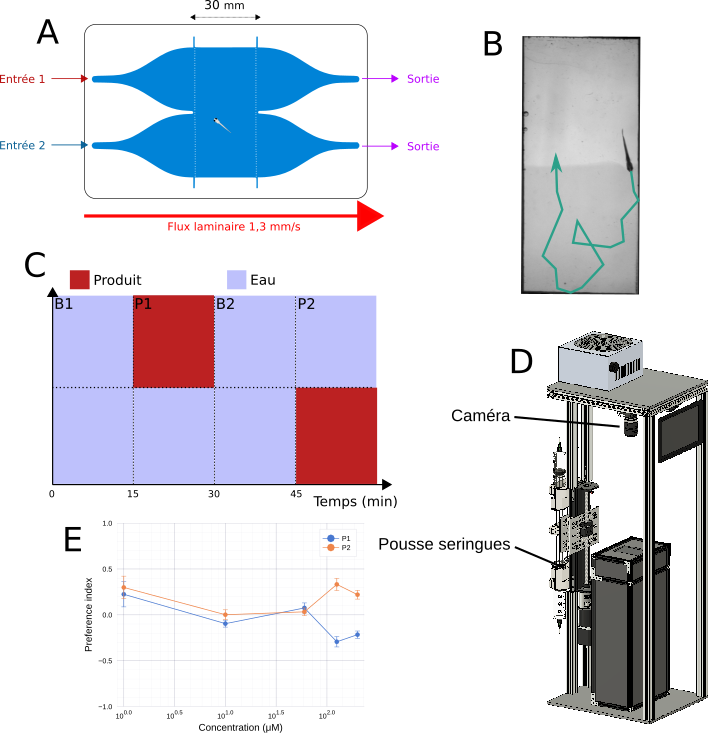 A
30 mm
Entrée 1
Sortie
Entrée 2
Sortie
Flux laminaire 1,3 mm/s
B
C
Produit
Eau
B1
P1
B2
P2
0
15
30
45
Temps (min)
D
Caméra
Pousse seringues
E
1.0
0.5
0.0
−0.5
−1.0
Preference index
P1
P2
10^0.0
10^0.5
10^1.0
10^1.5
10^2.0
Concentration (μM)